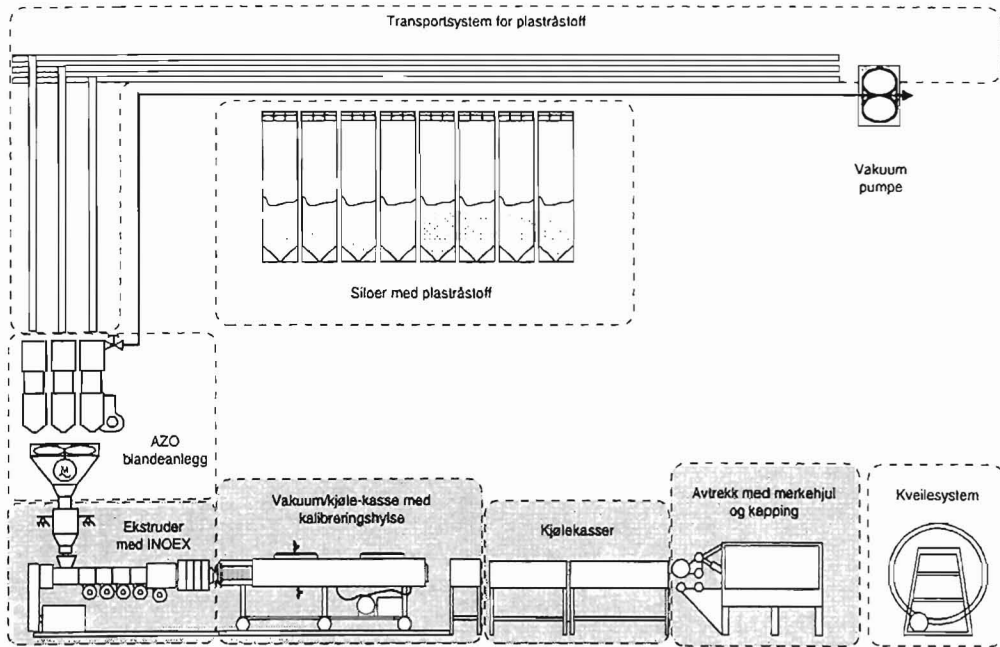 Transportsystem for plastråstoff
Vakuum
pumpe
Siloer med plastråstoff
AZO
blandeanlegg
M
Ekstruder
med INOEX
Vakuum/kjøle-kasse med
kalibreringshylse
Kjølekasser
Avtrekk med merkehjul
og kapping
Kveilesystem